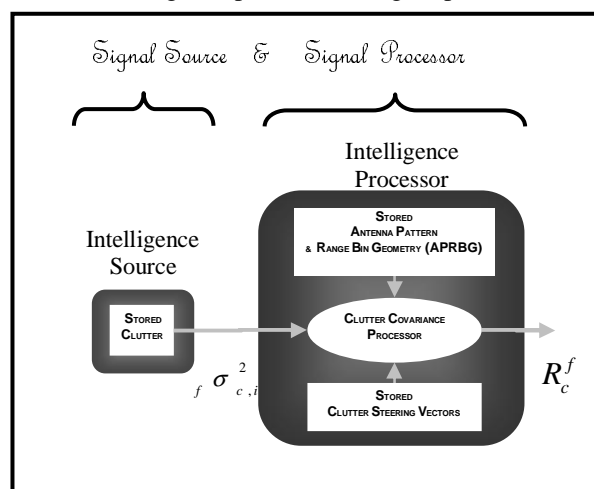 Signal Source & Signal Processor
Intelligence
Processor
STORED
ANTENNA PATTERN
& RANGE BIN GEOMETRY (APRBG)
Intelligence
Source
STORED
CLUTTER
CLUTTER COVARIANCE
PROCESSOR
f σ 2 c,i
R f c
STORED
CLUTTER STEERING VECTORS